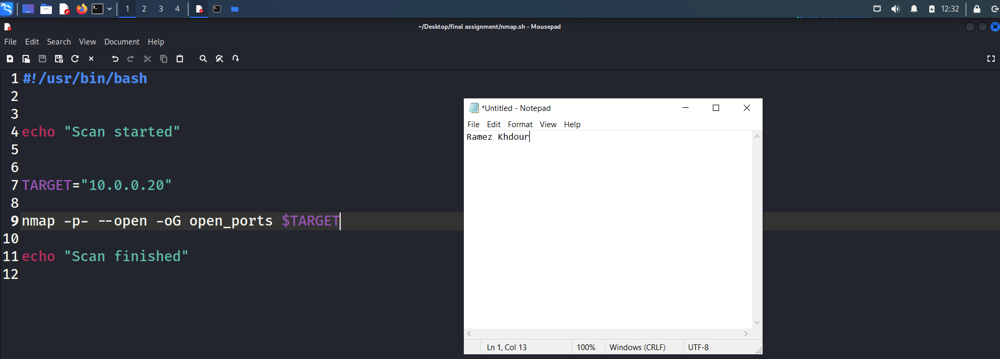 1 2 3 4
12:32
~/Desktop/final assignment/nmap.sh - Mousepad
File Edit Search View Document Help
1 #!/usr/bin/bash
2
3
4 echo "Scan started"
5
6
7 TARGET="10.0.0.20"
8
9 nmap -p- --open -oG open_ports $TARGET
10
11 echo "Scan finished"
12
*Untitled - Notepad
File Edit Format View Help
Ramez Khdour
Ln 1, Col 13 100% Windows (CRLF) UTF-8